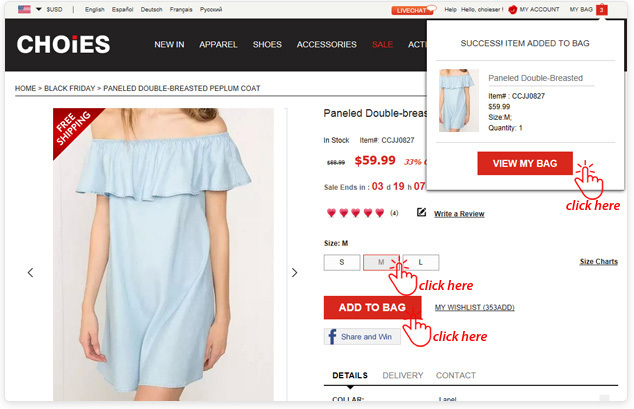 $USD English Español Deutsch Français Русский LIVECHAT Help Hello, choieser ! MY ACCOUNT MY BAG 3
CHOiES NEW IN APPAREL SHOES ACCESSORIES SALE ACTI
SUCCESS! ITEM ADDED TO BAG
Paneled Double-Breasted
Item# : CCJJ0827
$59.99
Size:M;
Quantity: 1
VIEW MY BAG
click here
HOME > BLACK FRIDAY > PANELED DOUBLE-BREASTED PEPLUM COAT
FREE
SHIPPING
Paneled Double-breas
In Stock Item#: CCJJ0827
$88.99 $59.99 33%
Sale Ends in : 03 d 19 h 07
(4) Write a Review
Size: M
S M L Size Charts
click here
ADD TO BAG MY WISHLIST (353ADD)
click here
f Share and Win
DETAILS DELIVERY CONTACT
COLLAR: Lapel